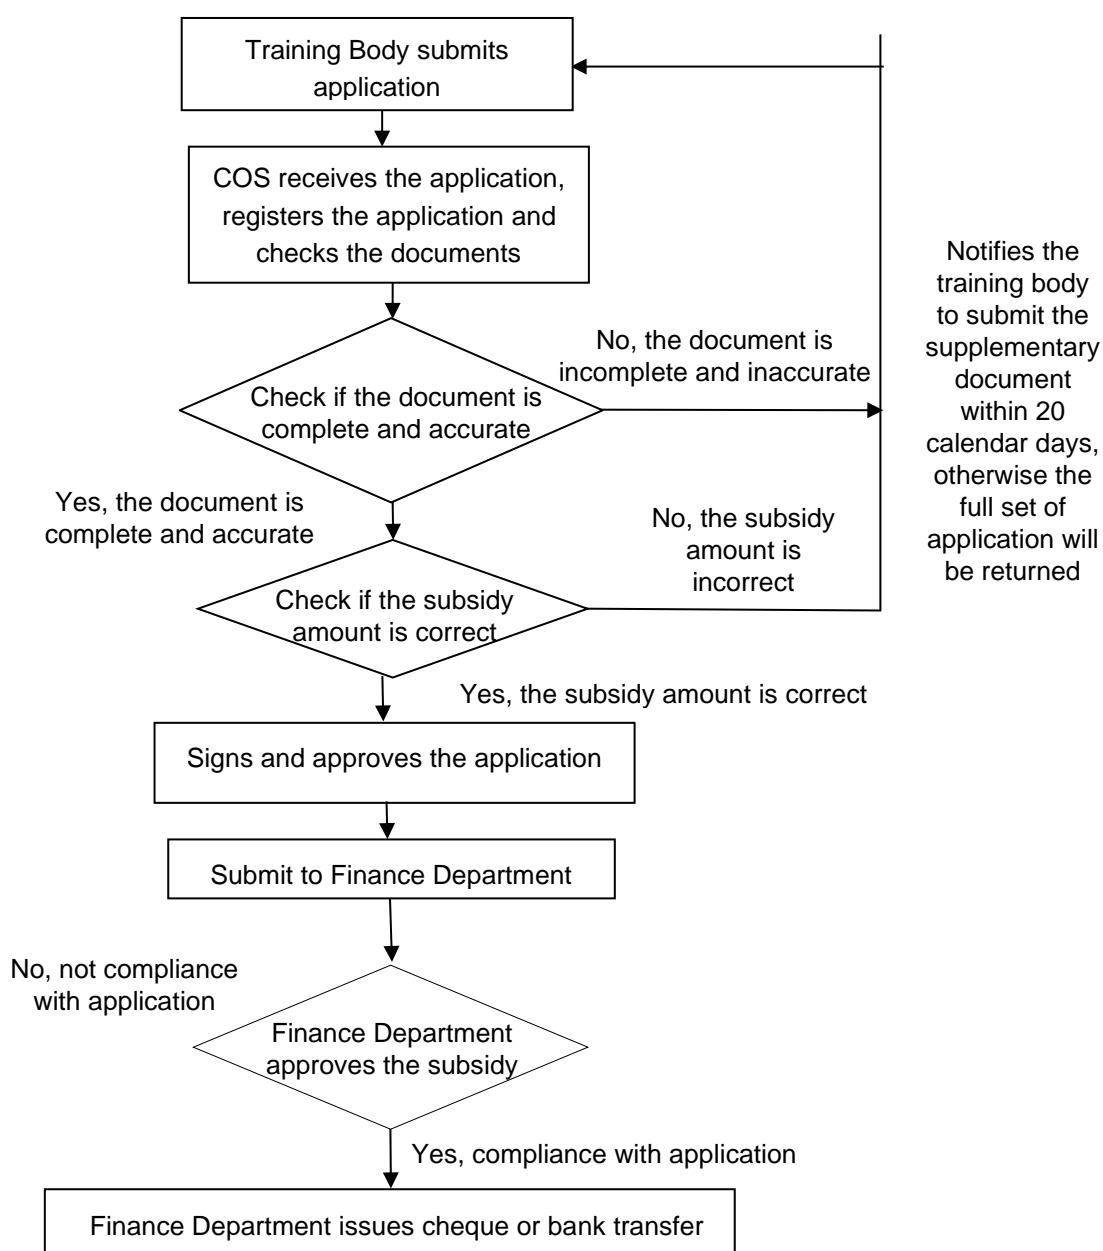 Training Body submits
application
COS receives the application,
registers the application and
checks the documents
No, the document is
incomplete and inaccurate
Check if the document is
complete and accurate
Notifies the
training body
to submit the
supplementary
document
within 20
calendar days,
otherwise the
full set of
application will
be returned
Yes, the document is
complete and accurate
No, the subsidy
amount is
incorrect
Check if the subsidy
amount is correct
Yes, the subsidy amount is correct
Signs and approves the application
Submit to Finance Department
No, not compliance
with application
Finance Department
approves the subsidy
Yes, compliance with application
Finance Department issues cheque or bank transfer